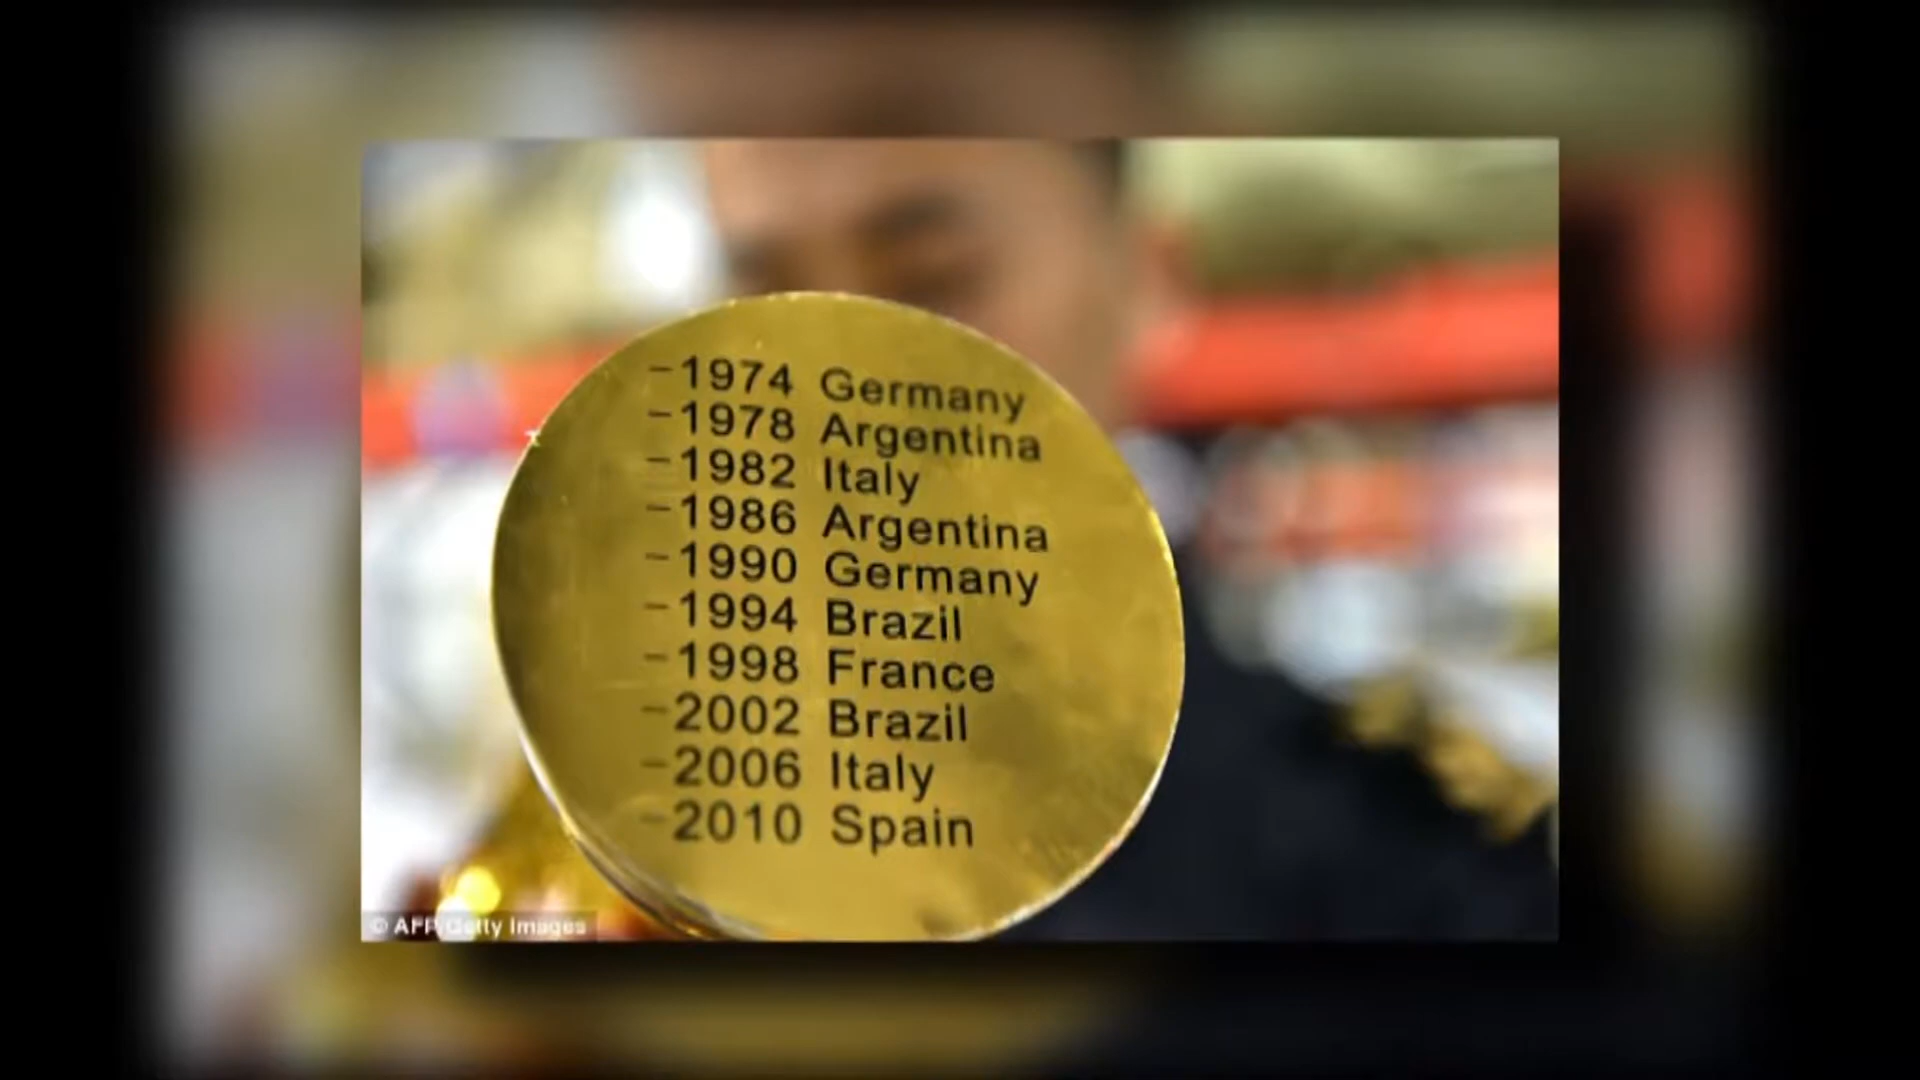 -1974 Germany
-1978 Argentina
-1982 Italy
-1986 Argentina
-1990 Germany
-1994 Brazil
-1998 France
-2002 Brazil
-2006 Italy
-2010 Spain
© AFP/Getty Images